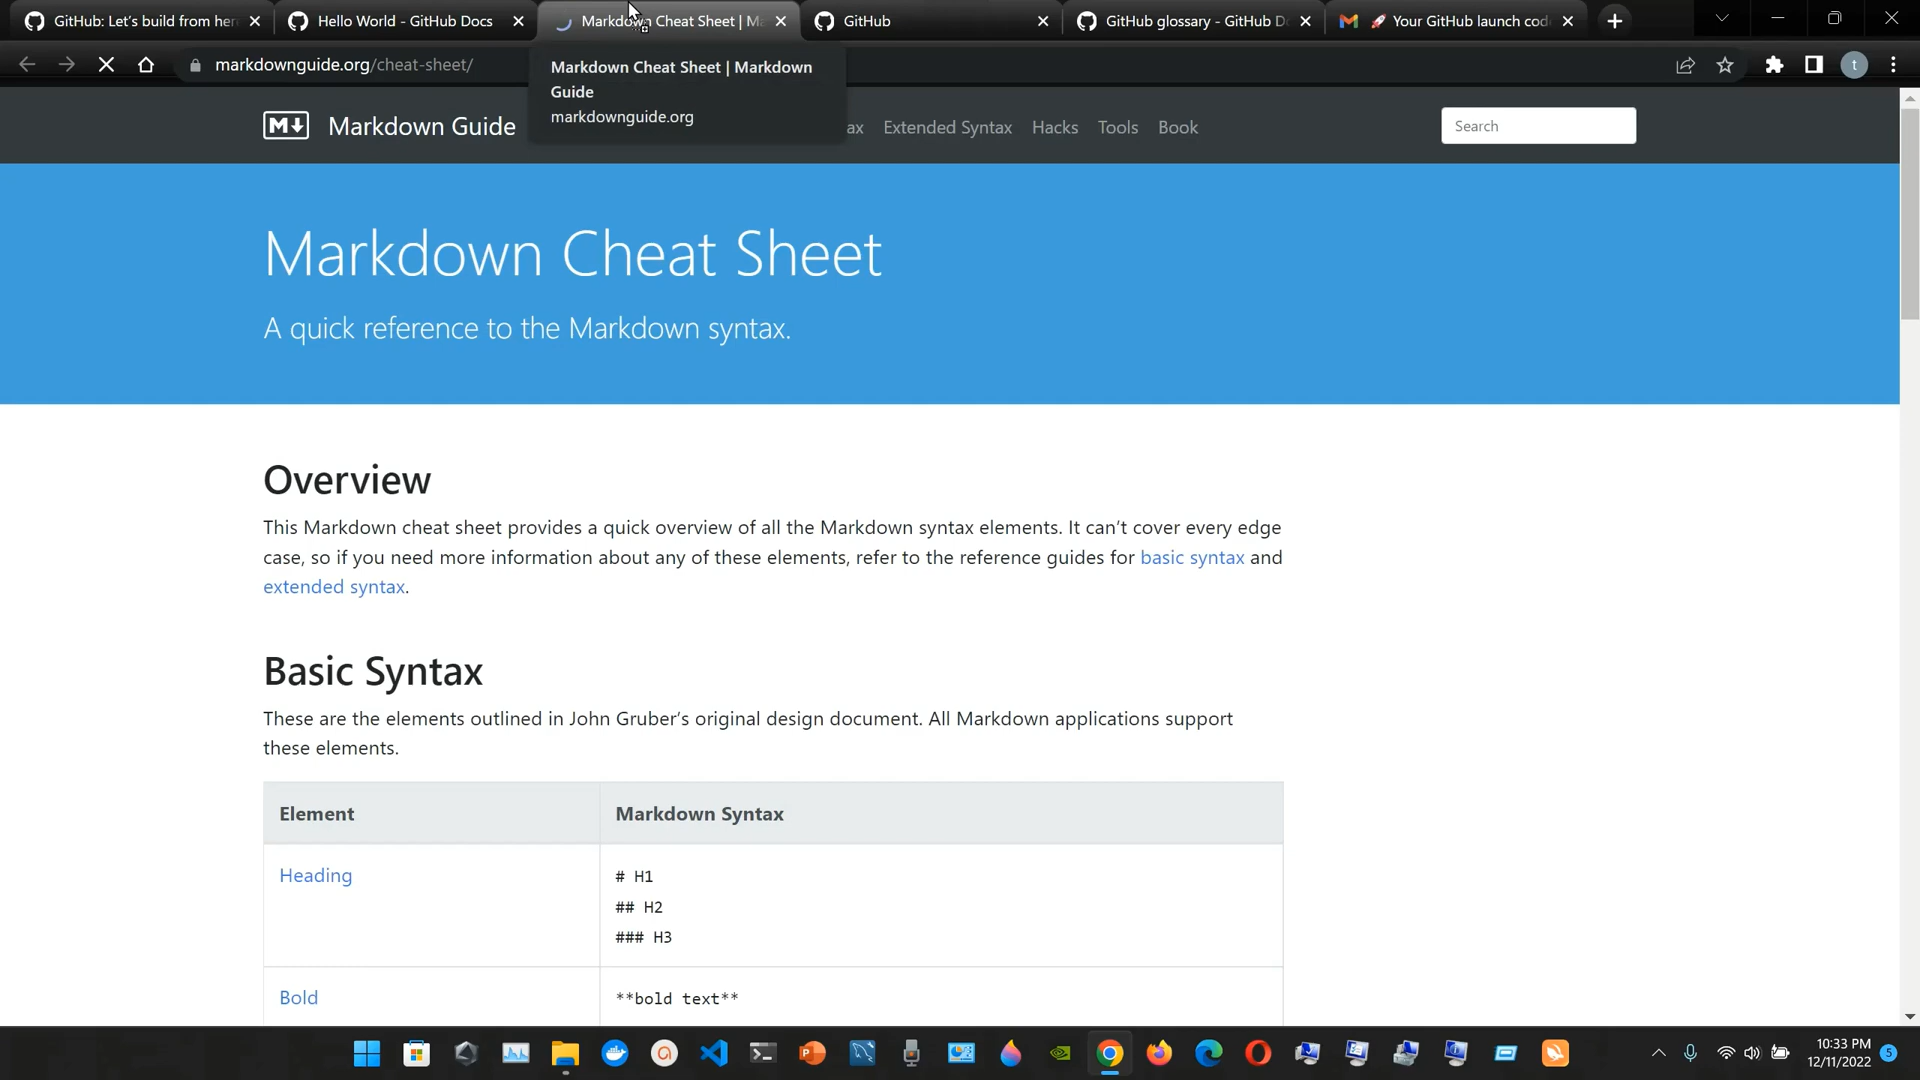 GitHub: Let's build from her
Hello World - GitHub Docs
Markdown Cheat Sheet | Ma
GitHub
GitHub glossary - GitHub Do
Your GitHub launch cod
markdownguide.org/cheat-sheet/
t
Markdown Cheat Sheet | Markdown
Guide
markdownguide.org
Markdown Guide
ax
Extended Syntax
Hacks
Tools
Book
Search
Markdown Cheat Sheet
A quick reference to the Markdown syntax.
Overview
This Markdown cheat sheet provides a quick overview of all the Markdown syntax elements. It can't cover every edge
case, so if you need more information about any of these elements, refer to the reference guides for basic syntax and
extended syntax.
Basic Syntax
These are the elements outlined in John Gruber's original design document. All Markdown applications support
these elements.
Element
Markdown Syntax
Heading
# H1
## H2
### H3
Bold
**bold text**
10:33 PM
12/11/2022
5